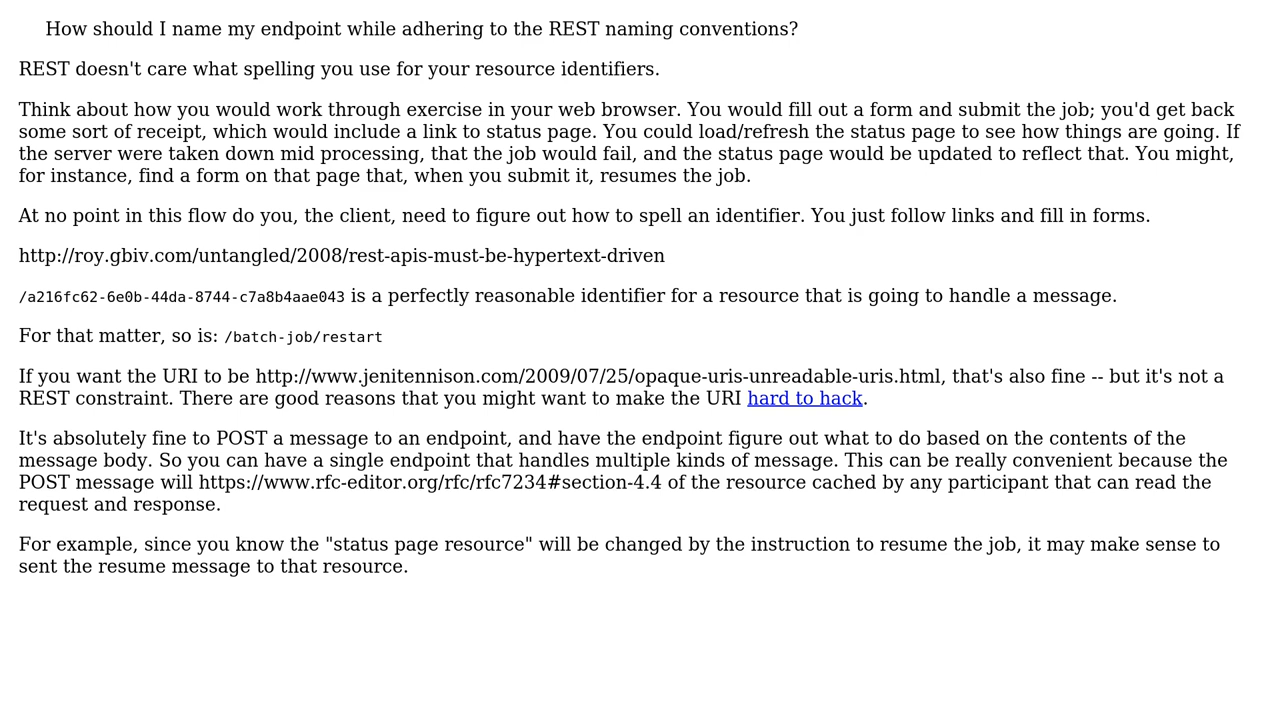 How should I name my endpoint while adhering to the REST naming conventions?
REST doesn't care what spelling you use for your resource identifiers.
Think about how you would work through exercise in your web browser. You would fill out a form and submit the job; you'd get back
some sort of receipt, which would include a link to status page. You could load/refresh the status page to see how things are going. If
the server were taken down mid processing, that the job would fail, and the status page would be updated to reflect that. You might,
for instance, find a form on that page that, when you submit it, resumes the job.
At no point in this flow do you, the client, need to figure out how to spell an identifier. You just follow links and fill in forms.
http://roy.gbiv.com/untangled/2008/rest-apis-must-be-hypertext-driven
/a216fc62-6e0b-44da-8744-c7a8b4aae043 is a perfectly reasonable identifier for a resource that is going to handle a message.
For that matter, so is: /batch-job/restart
If you want the URI to be http://www.jenitennison.com/2009/07/25/opaque-uris-unreadable-uris.html, that's also fine -- but it's not a
REST constraint. There are good reasons that you might want to make the URI hard to hack.
It's absolutely fine to POST a message to an endpoint, and have the endpoint figure out what to do based on the contents of the
message body. So you can have a single endpoint that handles multiple kinds of message. This can be really convenient because the
POST message will https://www.rfc-editor.org/rfc/rfc7234#section-4.4 of the resource cached by any participant that can read the
request and response.
For example, since you know the "status page resource" will be changed by the instruction to resume the job, it may make sense to
sent the resume message to that resource.